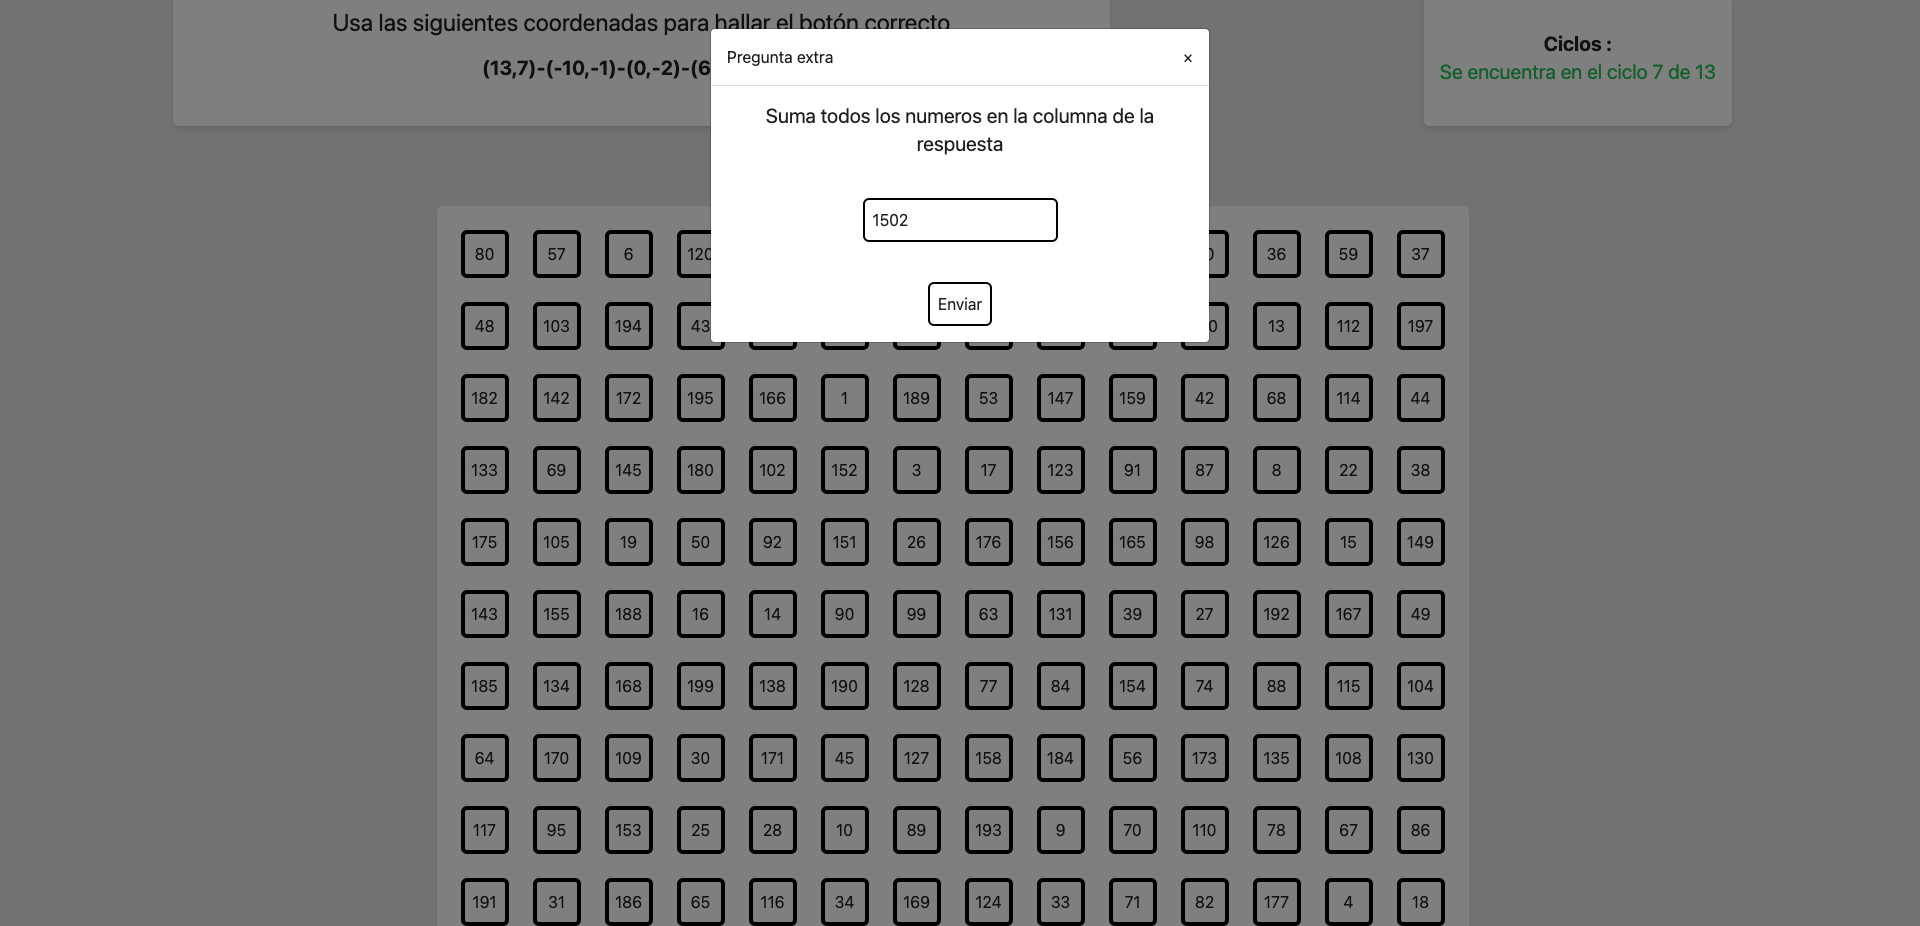 Usa las siguientes coordenadas para hallar el botón correcto
(13,7)-(-10,-1)-(0,-2)-(6
Ciclos :
Se encuentra en el ciclo 7 de 13
Pregunta extra ×
Suma todos los numeros en la columna de la
respuesta
1502
Enviar
80 57 6 120 36 59 37
48 103 194 43 13 112 197
182 142 172 195 166 1 189 53 147 159 42 68 114 44
133 69 145 180 102 152 3 17 123 91 87 8 22 38
175 105 19 50 92 151 26 176 156 165 98 126 15 149
143 155 188 16 14 90 99 63 131 39 27 192 167 49
185 134 168 199 138 190 128 77 84 154 74 88 115 104
64 170 109 30 171 45 127 158 184 56 173 135 108 130
117 95 153 25 28 10 89 193 9 70 110 78 67 86
191 31 186 65 116 34 169 124 33 71 82 177 4 18